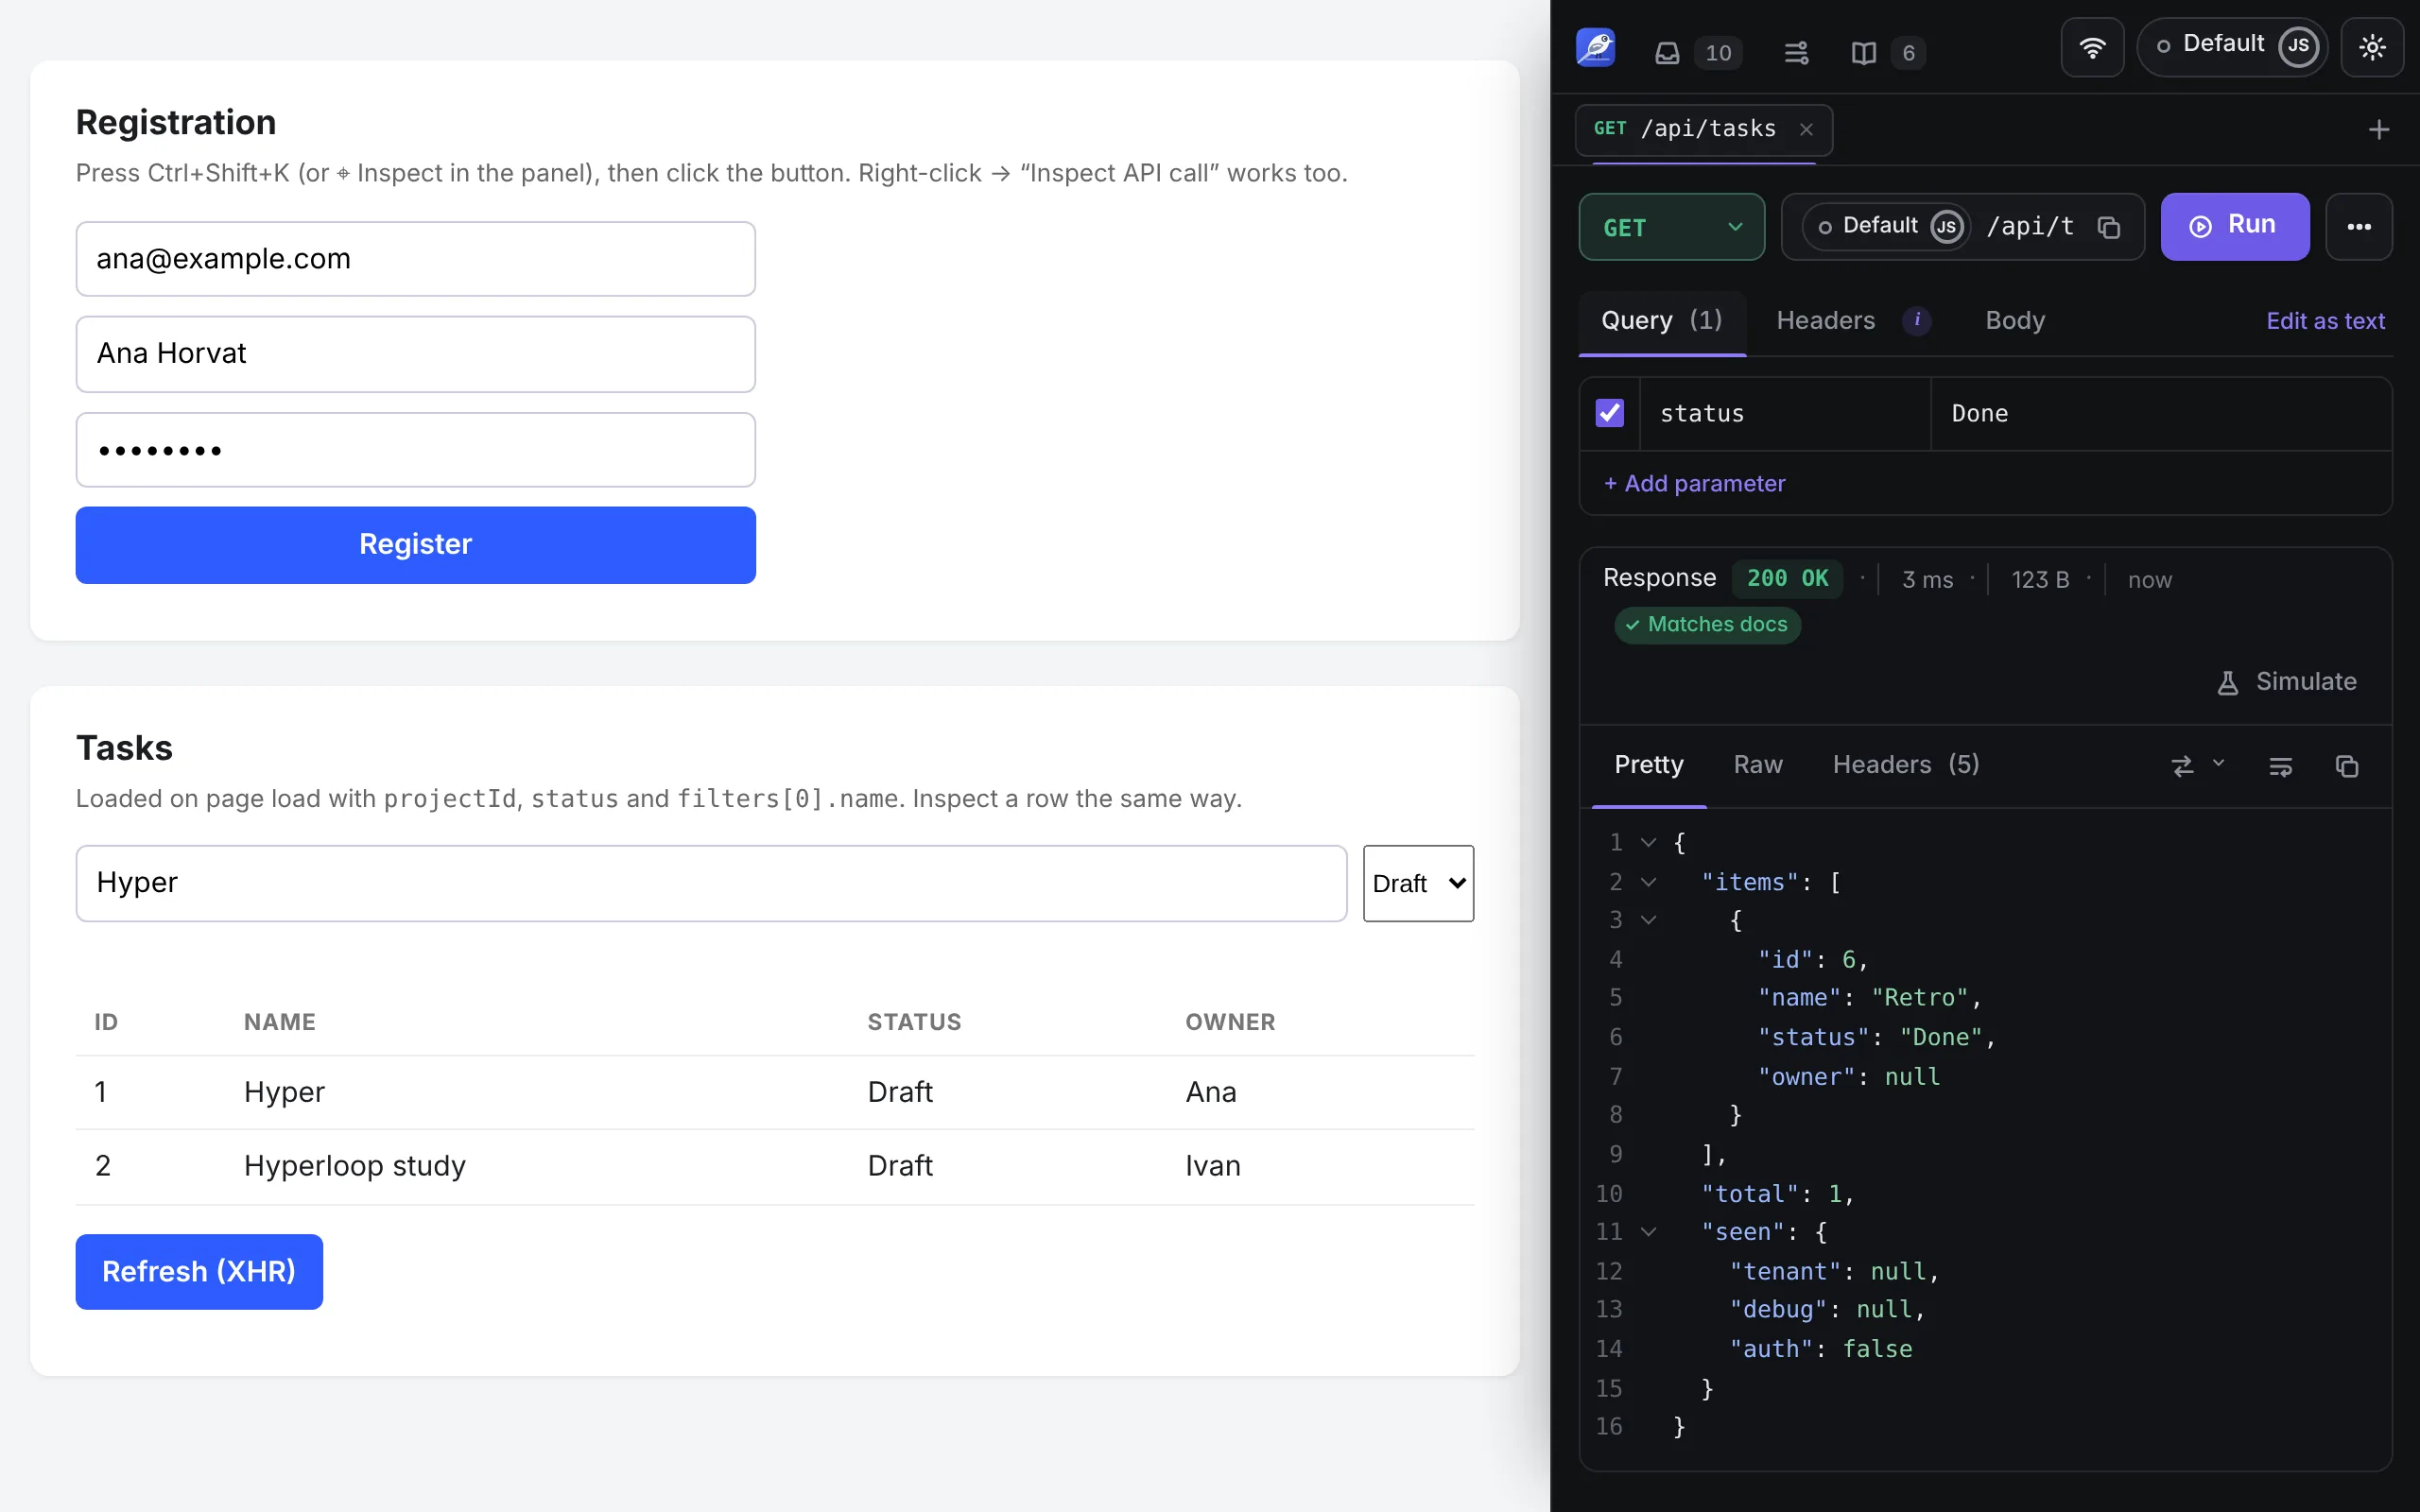 Registration
Press Ctrl+Shift+K (or ⌖ Inspect in the panel), then click the button. Right-click → “Inspect API call” works too.
ana@example.com
Ana Horvat
••••••••
Register
Tasks
Loaded on page load with projectId, status and filters[0].name. Inspect a row the same way.
Hyper
Draft
ID NAME STATUS OWNER
1 Hyper Draft Ana
2 Hyperloop study Draft Ivan
Refresh (XHR)
10 6 Default JS
GET /api/tasks ×
GET Default JS /api/t Run
Query (1) Headers i Body Edit as text
status Done
+ Add parameter
Response 200 OK · 3 ms · 123 B · now
✓ Matches docs
Simulate
Pretty Raw Headers (5)
1 {
2 "items": [
3 {
4 "id": 6,
5 "name": "Retro",
6 "status": "Done",
7 "owner": null
8 }
9 ],
10 "total": 1,
11 "seen": {
12 "tenant": null,
13 "debug": null,
14 "auth": false
15 }
16 }